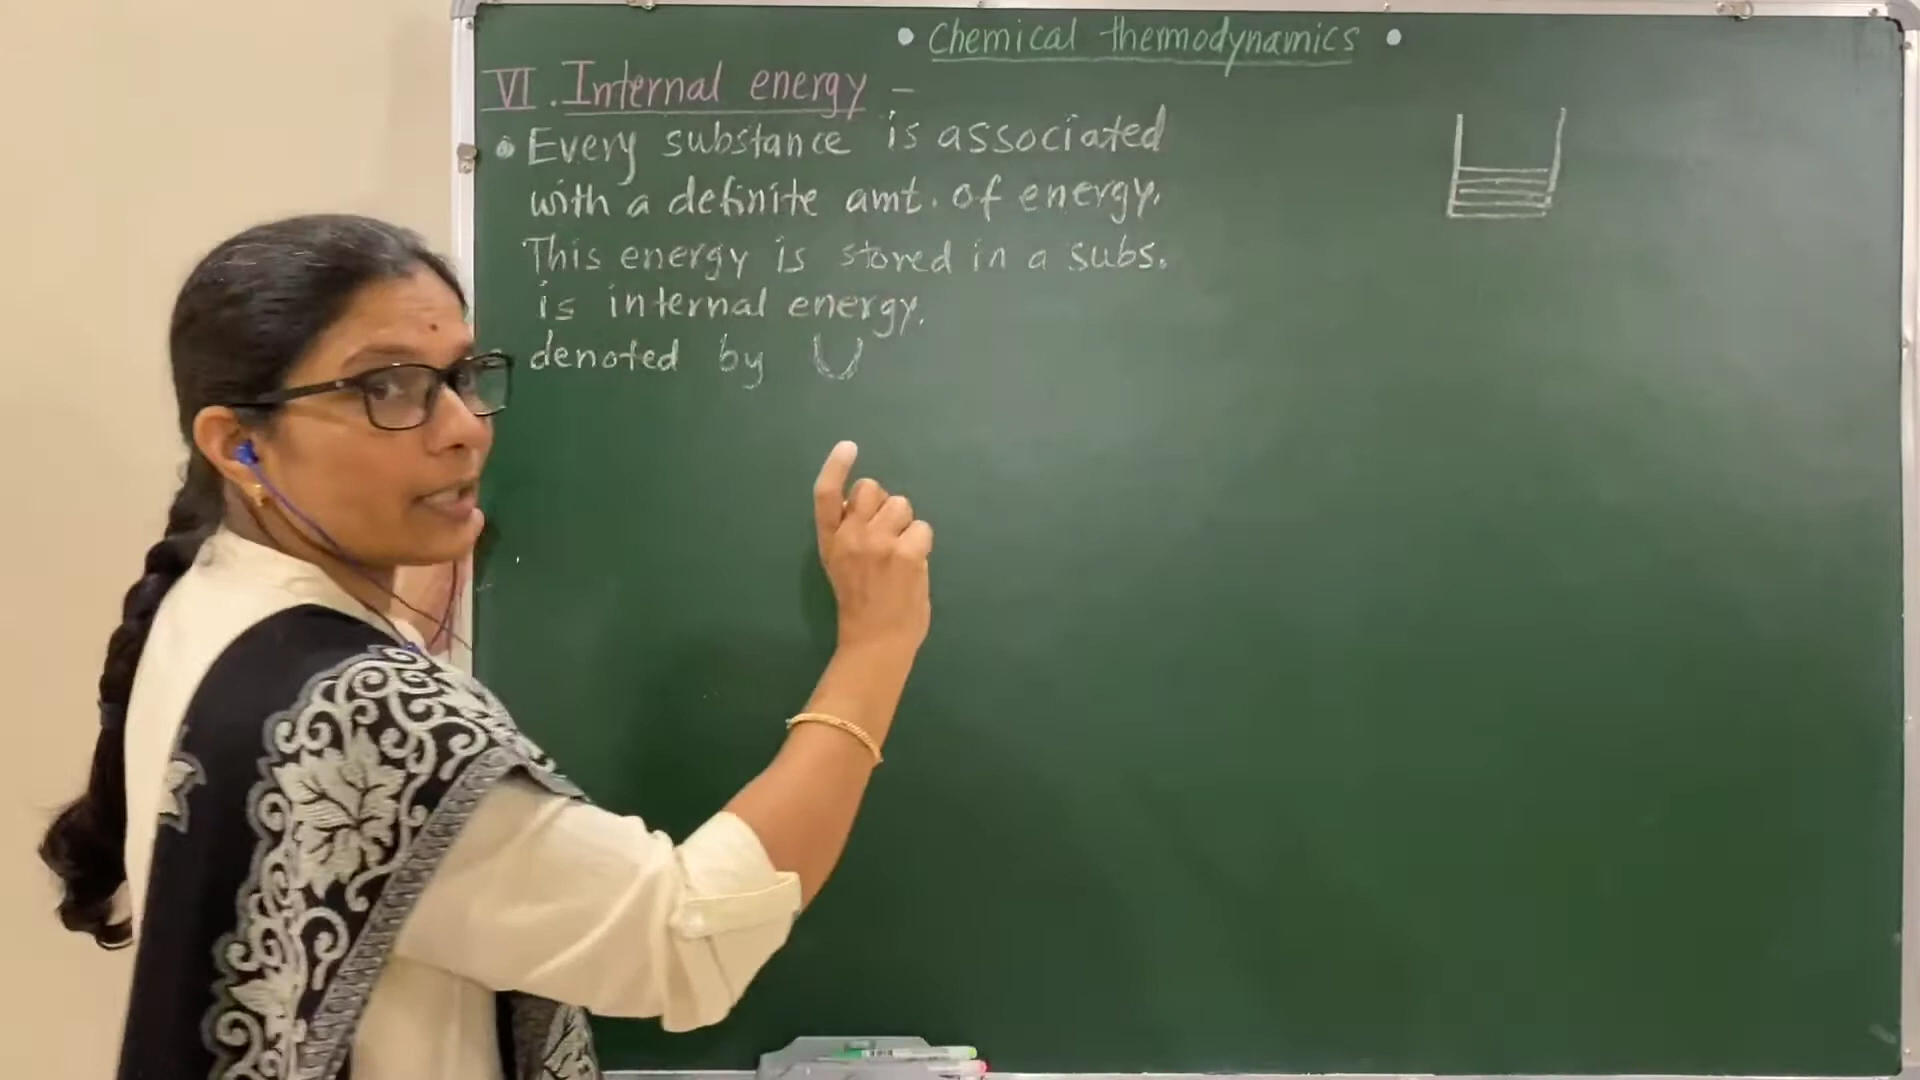 • Chemical thermodynamics •
VI. Internal energy -
• Every substance is associated
with a definite amt. of energy.
This energy is stored in a subs.
is internal energy.
denoted by U